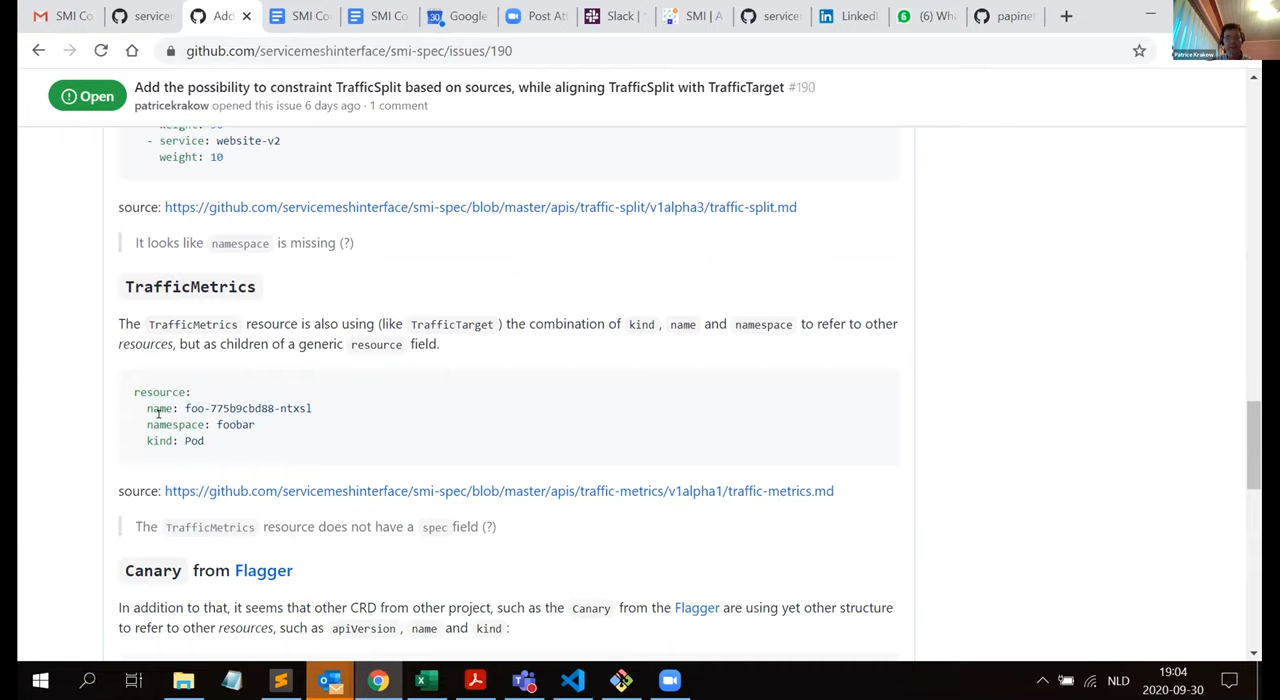 SMI Co
service
Add
SMI Co
SMI Co
30
Google
Post Att
Slack |
SMI | A
service
LinkedI
6
(6) Wha
papinet
github.com/servicemeshinterface/smi-spec/issues/190
Patrice Krakow
Open
Add the possibility to constraint TrafficSplit based on sources, while aligning TrafficSplit with TrafficTarget #190
patricekrakow opened this issue 6 days ago · 1 comment
- service: website-v2
weight: 10
source: https://github.com/servicemeshinterface/smi-spec/blob/master/apis/traffic-split/v1alpha3/traffic-split.md
It looks like namespace is missing (?)
TrafficMetrics
The TrafficMetrics resource is also using (like TrafficTarget ) the combination of kind , name and namespace to refer to other
resources, but as children of a generic resource field.
resource:
name: foo-775b9cbd88-ntxsl
namespace: foobar
kind: Pod
source: https://github.com/servicemeshinterface/smi-spec/blob/master/apis/traffic-metrics/v1alpha1/traffic-metrics.md
The TrafficMetrics resource does not have a spec field (?)
Canary from Flagger
In addition to that, it seems that other CRD from other project, such as the Canary from the Flagger are using yet other structure
to refer to other resources, such as apiVersion , name and kind :
NLD
19:04
2020-09-30